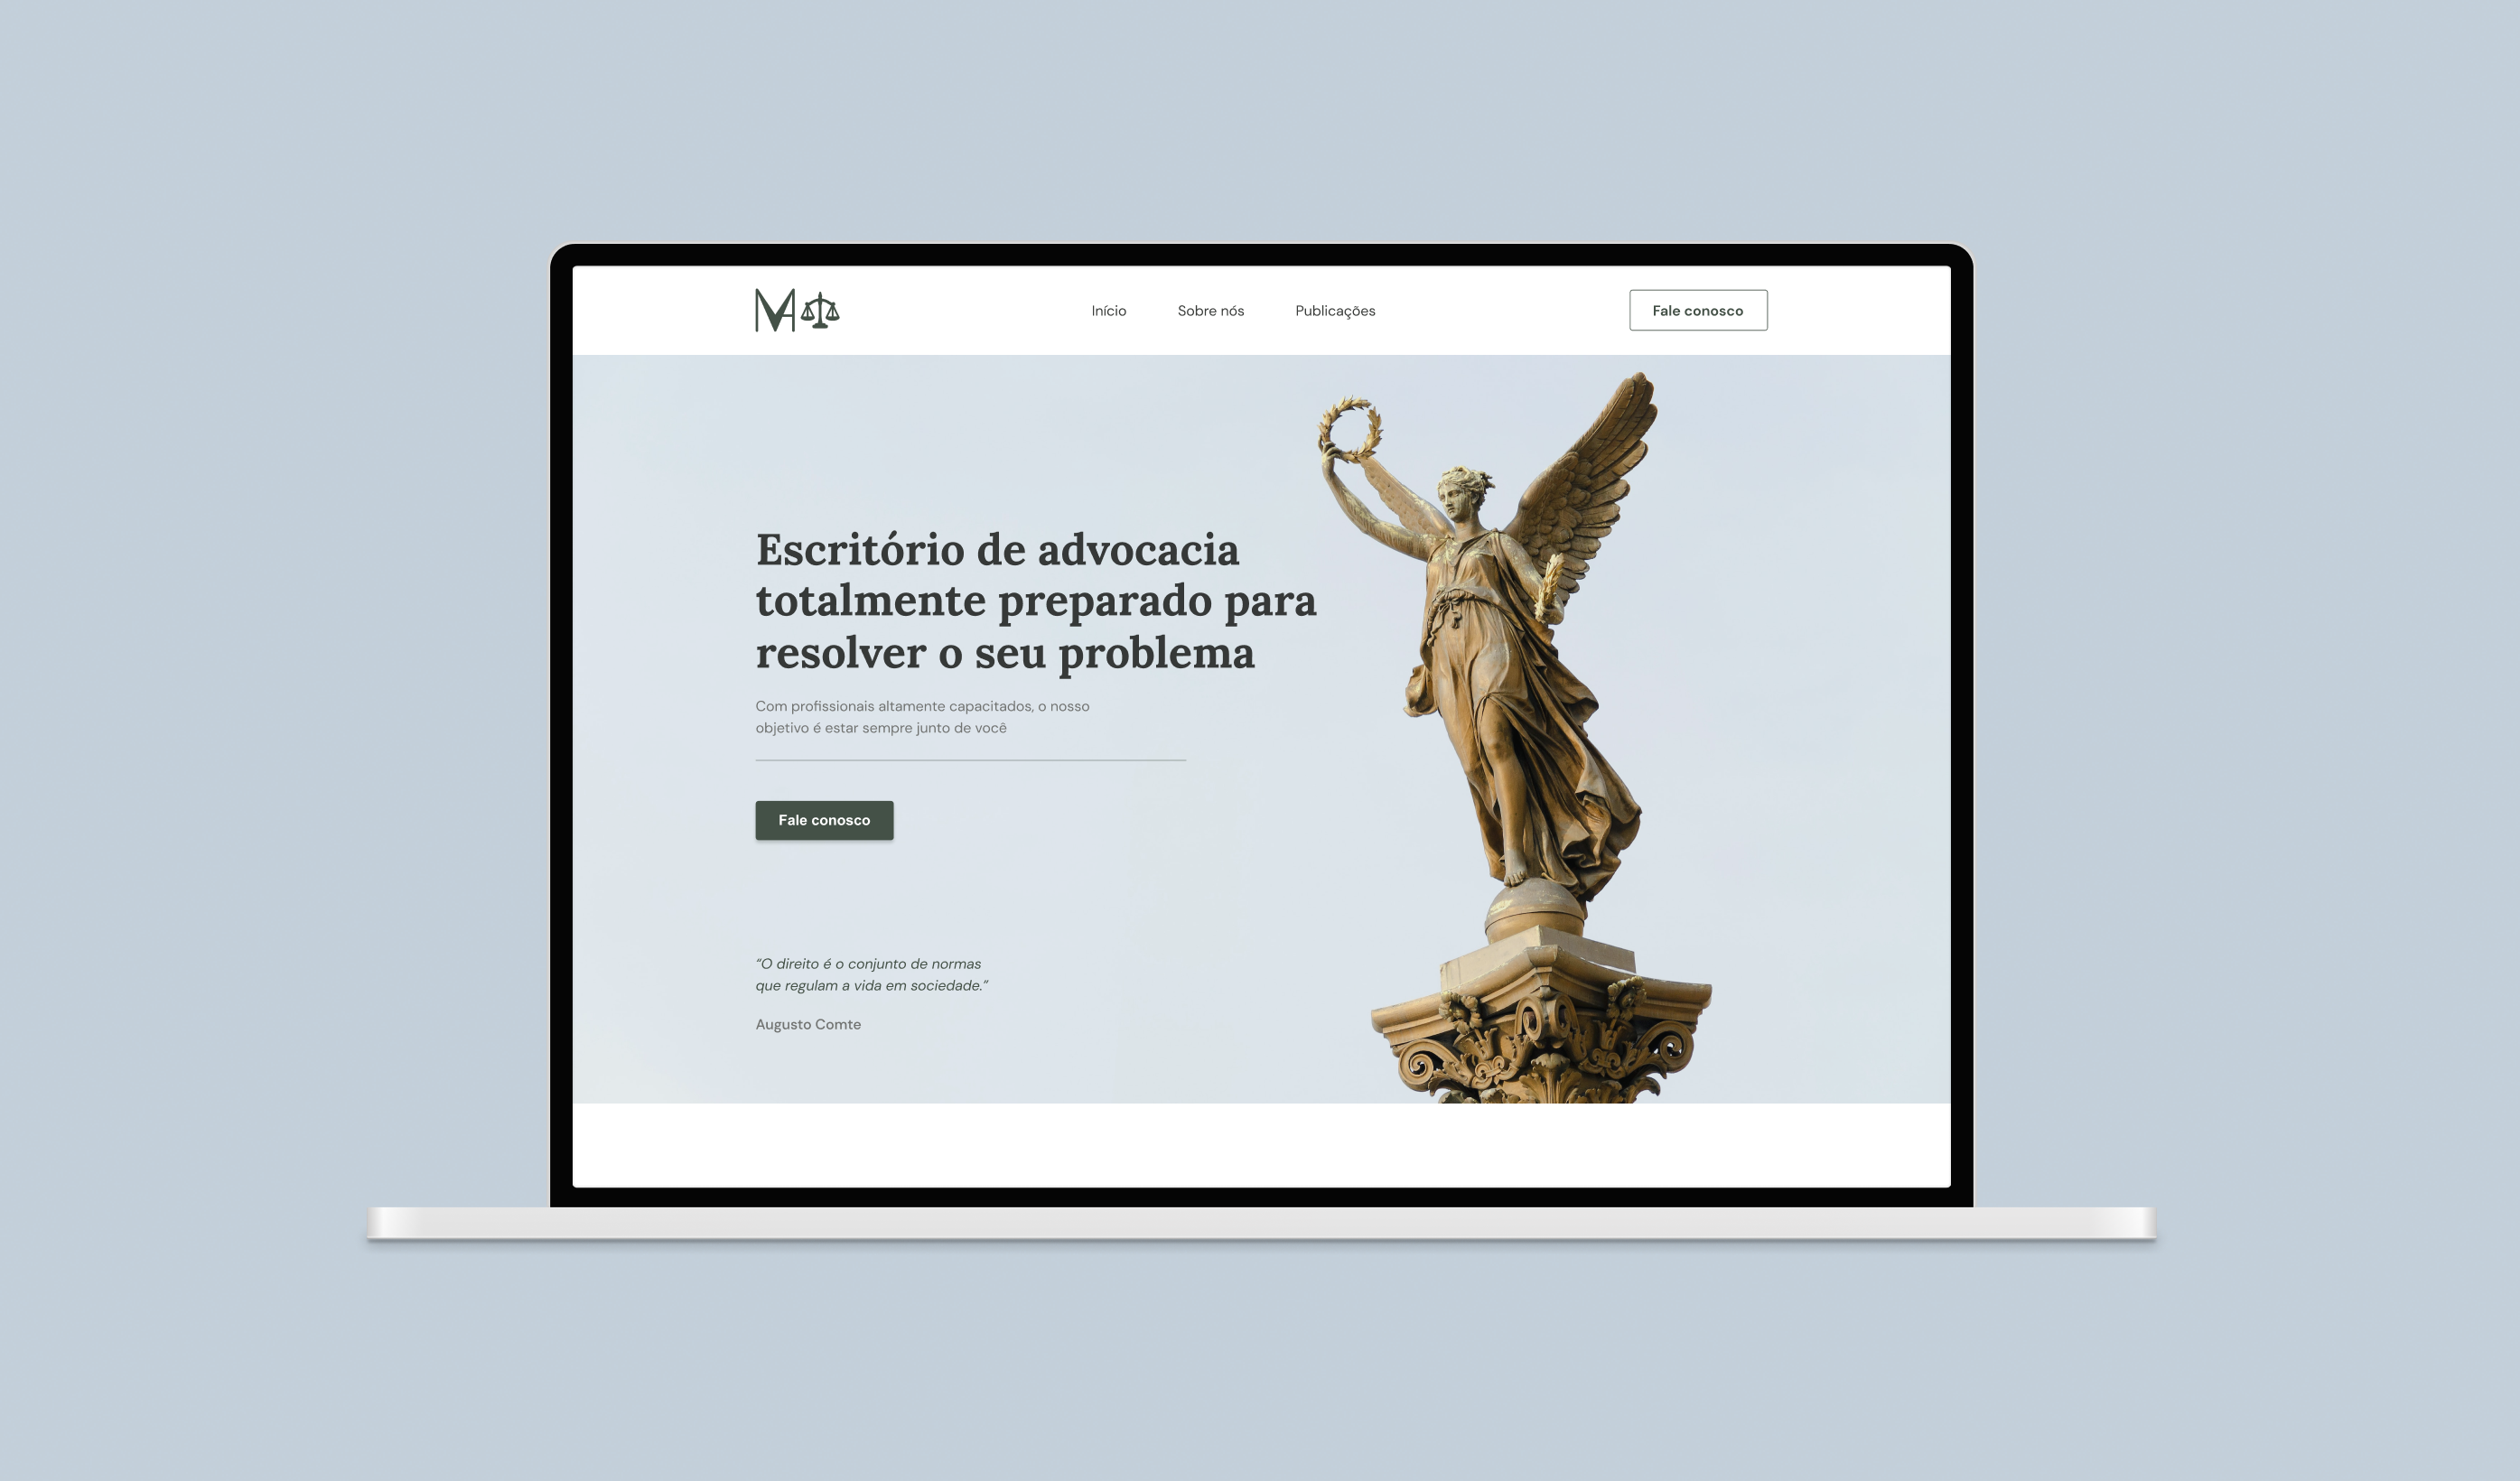 MA
Início
Sobre nós
Publicações
Fale conosco
Escritório de advocacia
totalmente preparado para
resolver o seu problema
Com profissionais altamente capacitados, o nosso
objetivo é estar sempre junto de você
Fale conosco
“O direito é o conjunto de normas
que regulam a vida em sociedade.”
Augusto Comte